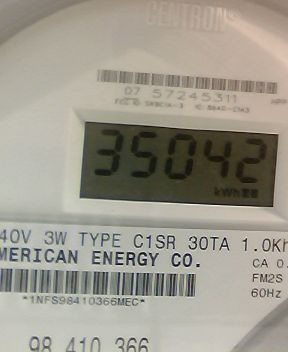 CENTRON®
07 57245311
35042
kWh
40V 3W TYPE C1SR 30TA 1.0Kh
MERICAN ENERGY CO.
CA 0.
FM2S
60Hz
*1NFS98410366MEC*
98 410 366